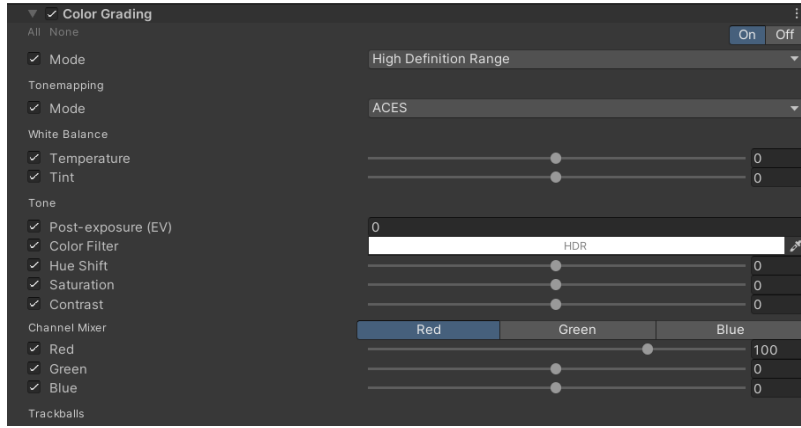 Color Grading
All None
On Off
Mode High Definition Range
Tonemapping
Mode ACES
White Balance
Temperature 0
Tint 0
Tone
Post-exposure (EV) 0
Color Filter HDR
Hue Shift 0
Saturation 0
Contrast 0
Channel Mixer Red Green Blue
Red 100
Green 0
Blue 0
Trackballs